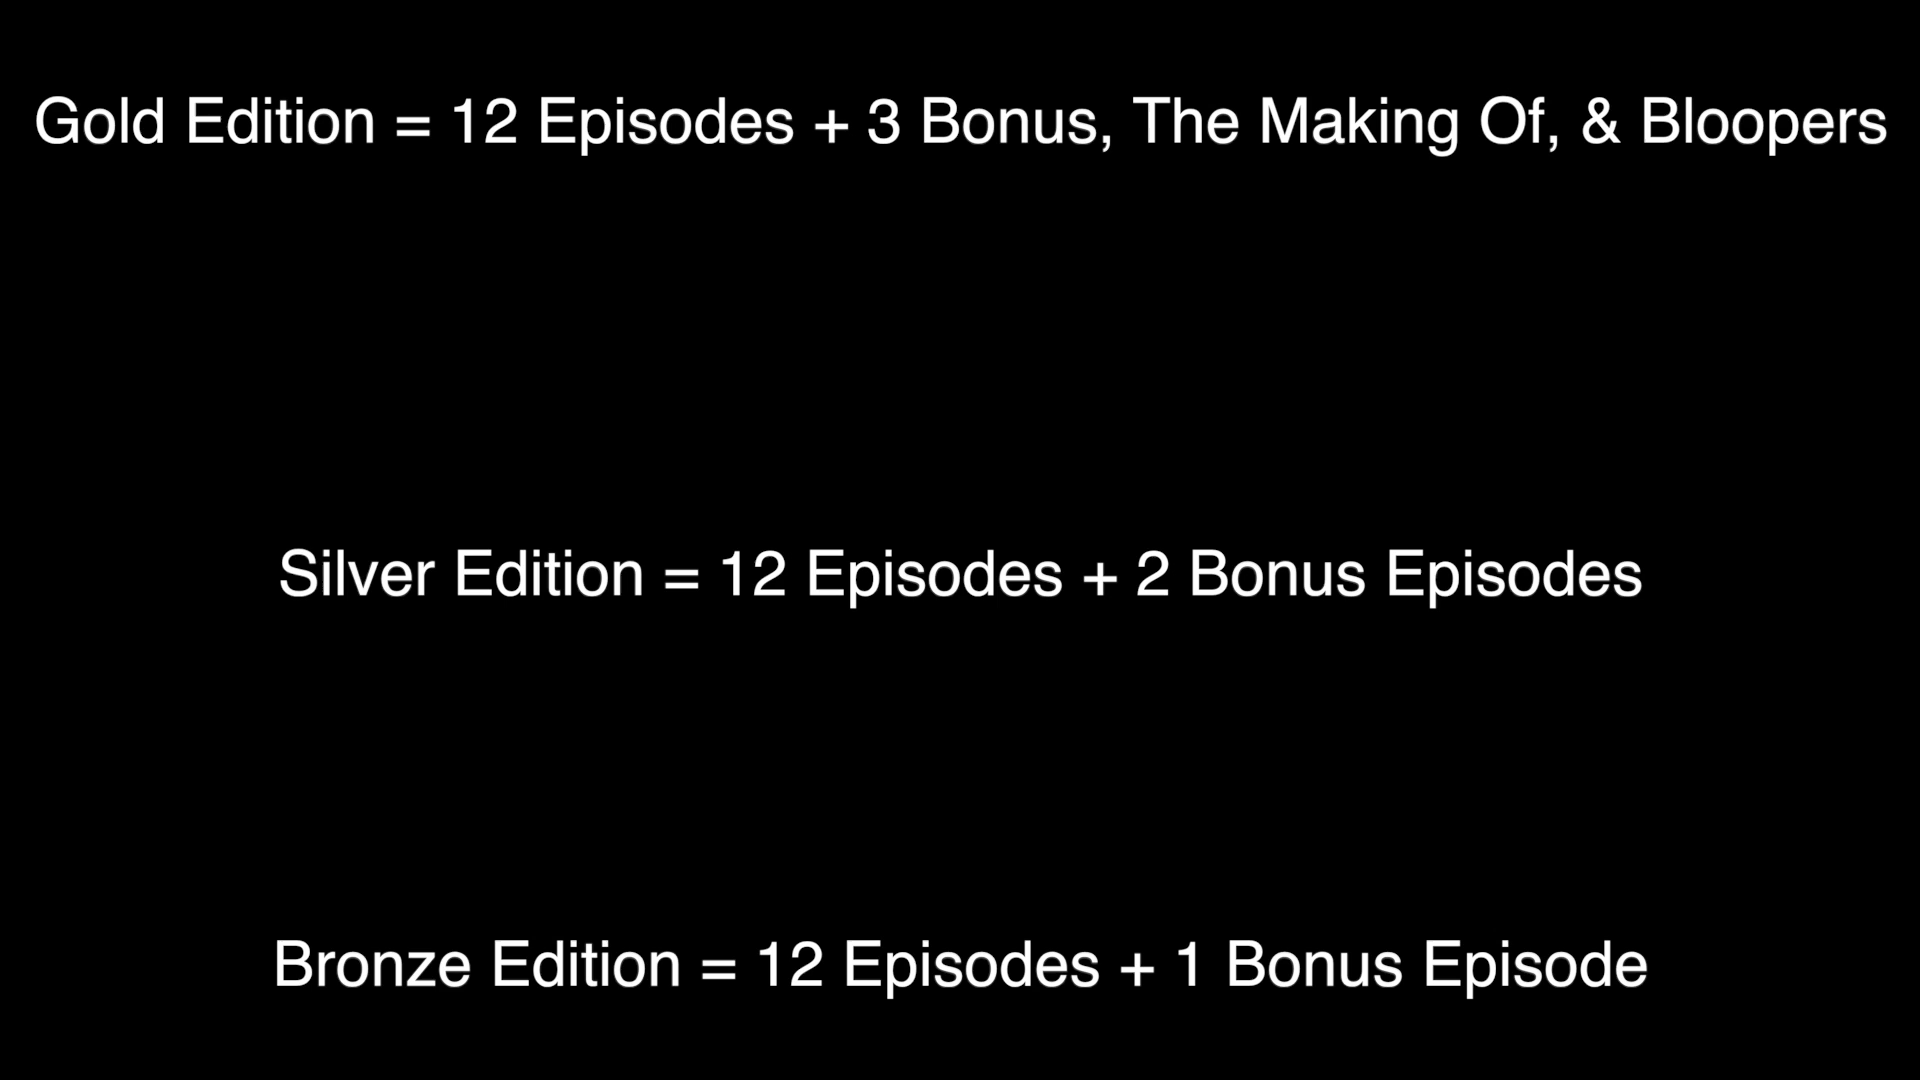 Gold Edition = 12 Episodes + 3 Bonus, The Making Of, & Bloopers
Silver Edition = 12 Episodes + 2 Bonus Episodes
Bronze Edition = 12 Episodes + 1 Bonus Episode